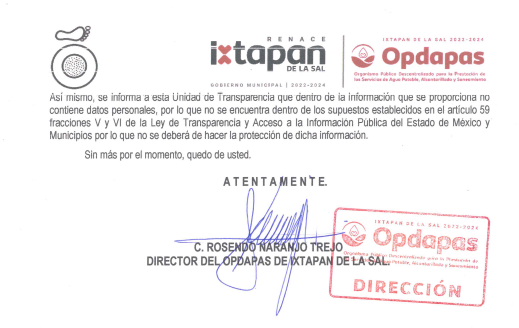 RENACE
ixtapan
DE LA SAL
GOBIERNO MUNICIPAL | 2022-2024
IXTAPAN DE LA SAL 2022-2024
Opdapas
Organismo Público Descentralizado para la Prestación de
los Servicios de Agua Potable, Alcantarillado y Saneamiento
Así mismo, se informa a esta Unidad de Transparencia que dentro de la información que se proporciona no
contiene datos personales, por lo que no se encuentra dentro de los supuestos establecidos en el artículo 59
fracciones V y VI de la Ley de Transparencia y Acceso a la Información Pública del Estado de México y
Municipios por lo que no se deberá de hacer la protección de dicha información.
Sin más por el momento, quedo de usted.
ATENTAMENTE.
C. ROSENDO NARANJO TREJO
DIRECTOR DEL OPDAPAS DE IXTAPAN DE LA SAL.
IXTAPAN DE LA SAL 2022-2024
Opdapas
Organismo Público Descentralizado para la Prestación de
Potable, Alcantarillado y Saneamiento
DIRECCIÓN